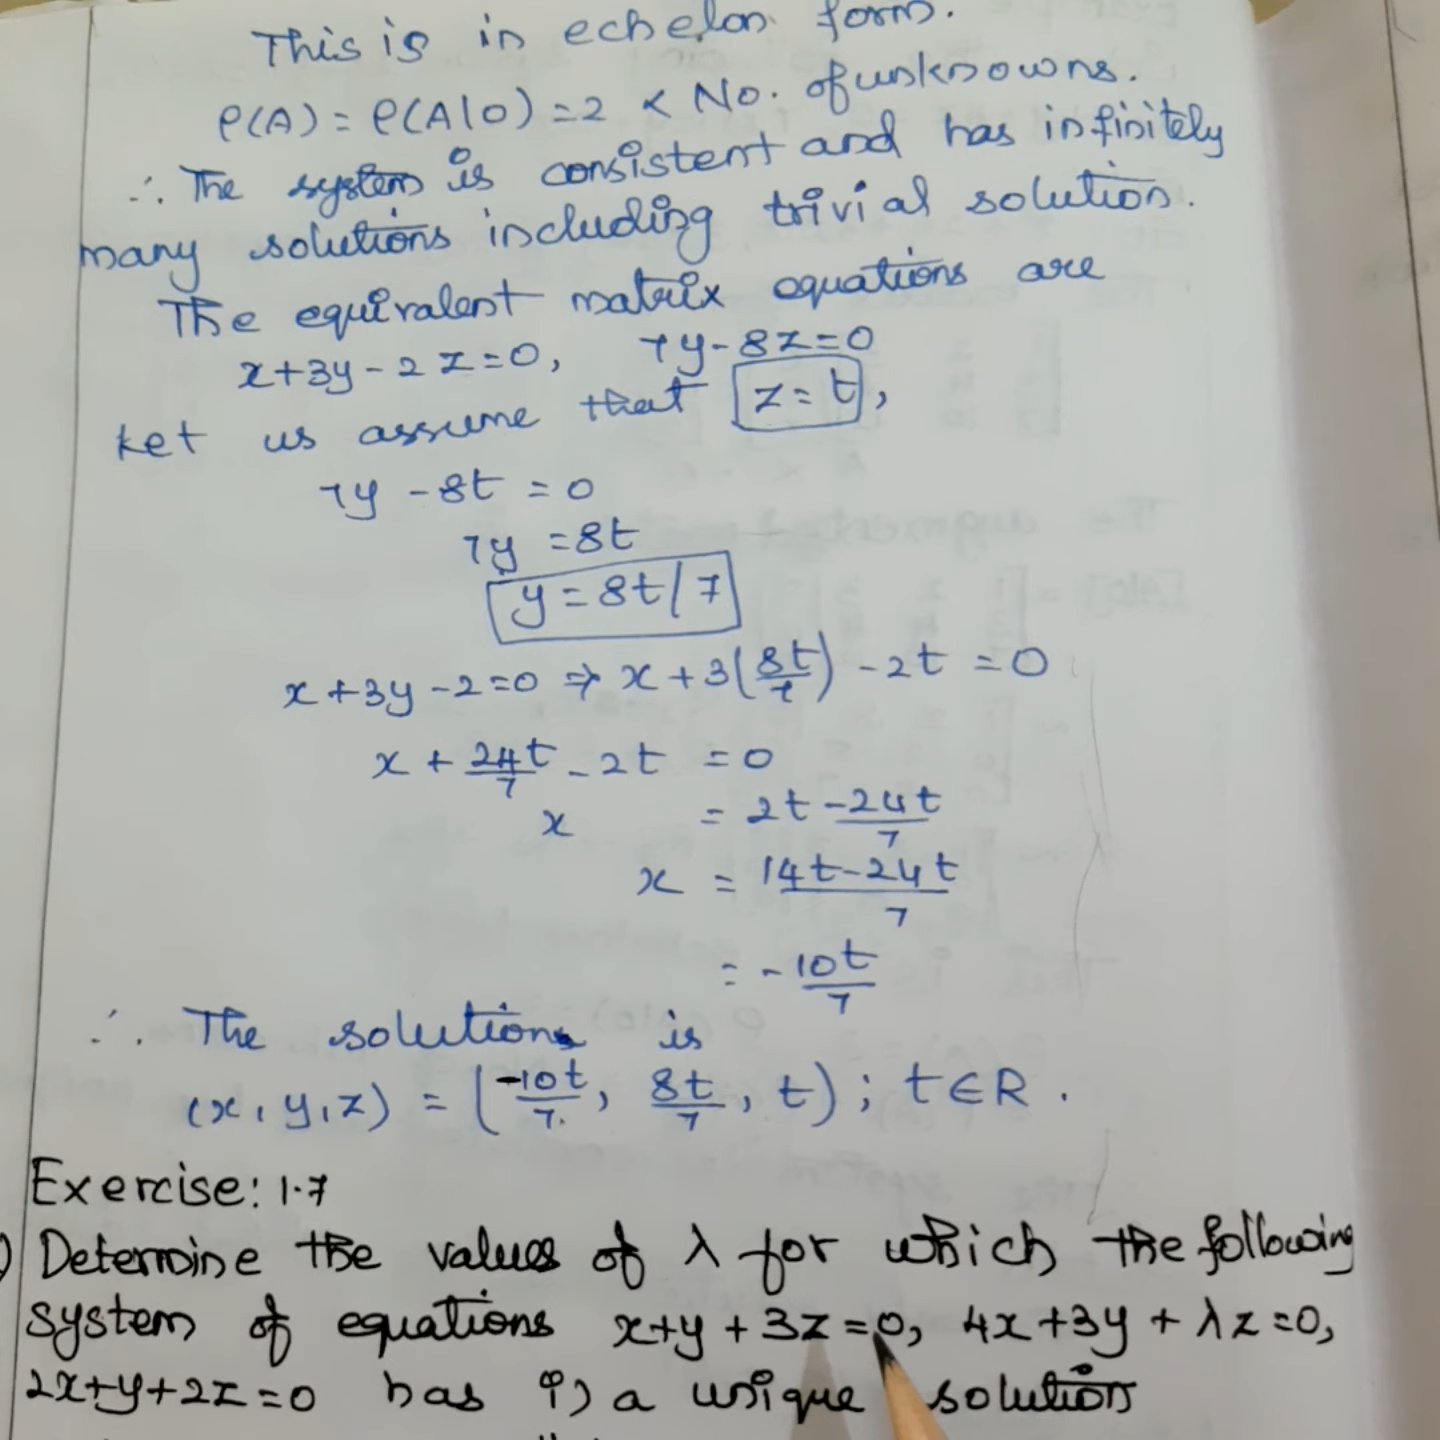 This is in echelon form.
ρ(A) = ρ(A|0) = 2 < No. of unknowns.
∴ The system is consistent and has infinitely
many solutions including trivial solution.
The equivalent matrix equations are
x+3y-2z=0, 7y-8z=0
Let us assume that z=t,
7y-8t = 0
7y = 8t
y = 8t/7
x+3y-2=0 ⇒ x+3(8t/7)-2t = 0
x + 24t/7 - 2t = 0
x = 2t - 24t/7
x = 14t-24t/7
= -10t/7
∴ The solution is
(x, y, z) = (-10t/7, 8t/7, t); t∈R.
Exercise: 1.7
) Determine the values of λ for which the following
system of equations x+y+3z=0, 4x+3y+λz=0,
2x+y+2z=0 has i) a unique solution